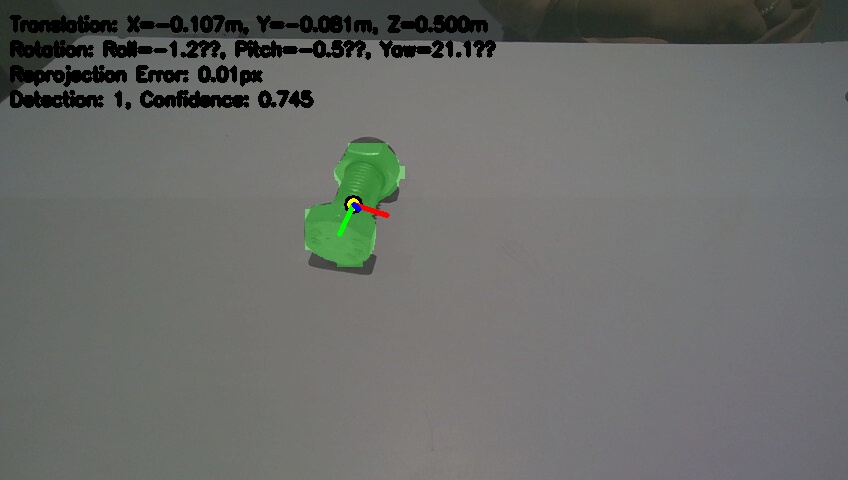 Translation: X=-0.107m, Y=-0.081m, Z=0.500m
Rotation: Roll=-1.2??, Pitch=-0.5??, Yaw=21.1??
Reprojection Error: 0.01px
Detection: 1, Confidence: 0.745